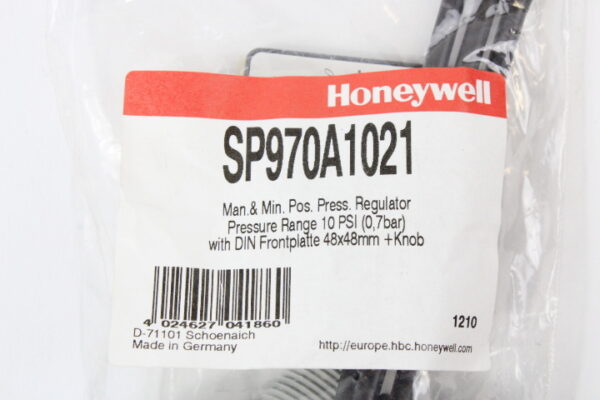 Honeywell
SP970A1021
Man.& Min. Pos. Press. Regulator
Pressure Range 10 PSI (0,7bar)
with DIN Frontplatte 48x48mm +Knob
4 024627 041860
D-71101 Schoenaich
Made in Germany
1210
http://europe.hbc.honeywell.com